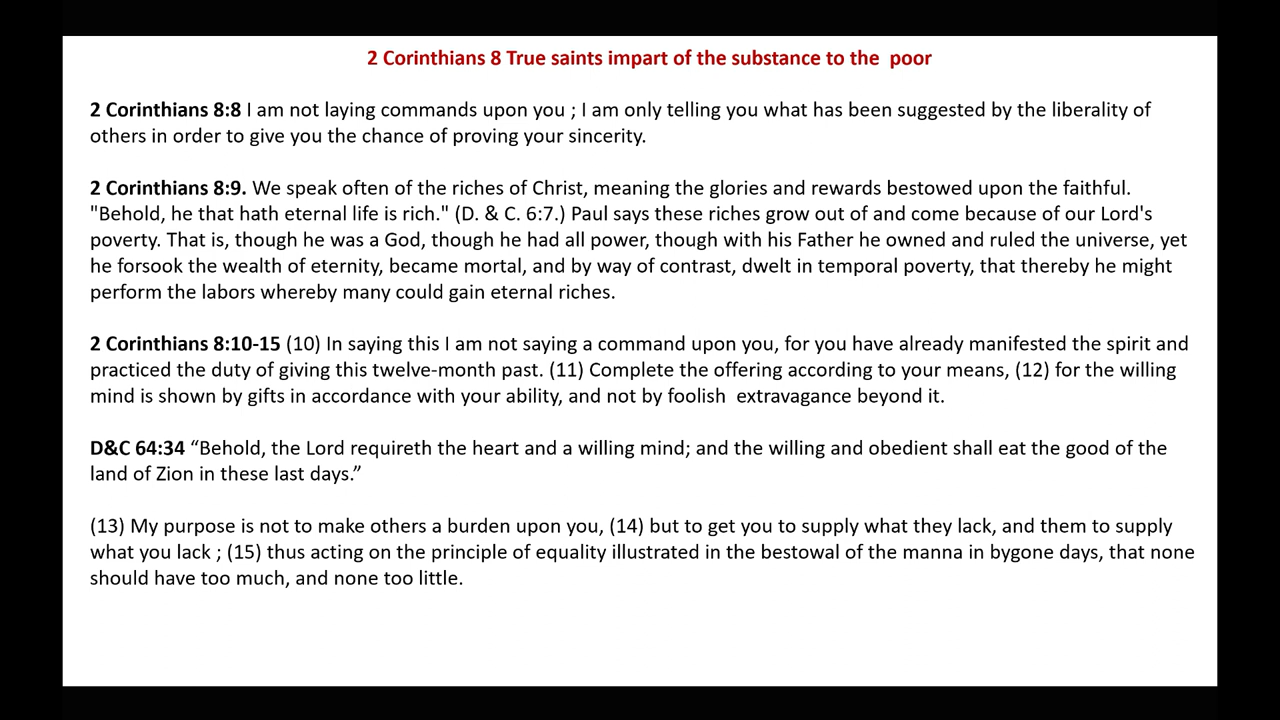 2 Corinthians 8 True saints impart of the substance to the  poor
2 Corinthians 8:8 I am not laying commands upon you ; I am only telling you what has been suggested by the liberality of
others in order to give you the chance of proving your sincerity.
2 Corinthians 8:9. We speak often of the riches of Christ, meaning the glories and rewards bestowed upon the faithful.
"Behold, he that hath eternal life is rich." (D. & C. 6:7.) Paul says these riches grow out of and come because of our Lord's
poverty. That is, though he was a God, though he had all power, though with his Father he owned and ruled the universe, yet
he forsook the wealth of eternity, became mortal, and by way of contrast, dwelt in temporal poverty, that thereby he might
perform the labors whereby many could gain eternal riches.
2 Corinthians 8:10-15 (10) In saying this I am not saying a command upon you, for you have already manifested the spirit and
practiced the duty of giving this twelve-month past. (11) Complete the offering according to your means, (12) for the willing
mind is shown by gifts in accordance with your ability, and not by foolish  extravagance beyond it.
D&C 64:34 “Behold, the Lord requireth the heart and a willing mind; and the willing and obedient shall eat the good of the
land of Zion in these last days.”
(13) My purpose is not to make others a burden upon you, (14) but to get you to supply what they lack, and them to supply
what you lack ; (15) thus acting on the principle of equality illustrated in the bestowal of the manna in bygone days, that none
should have too much, and none too little.